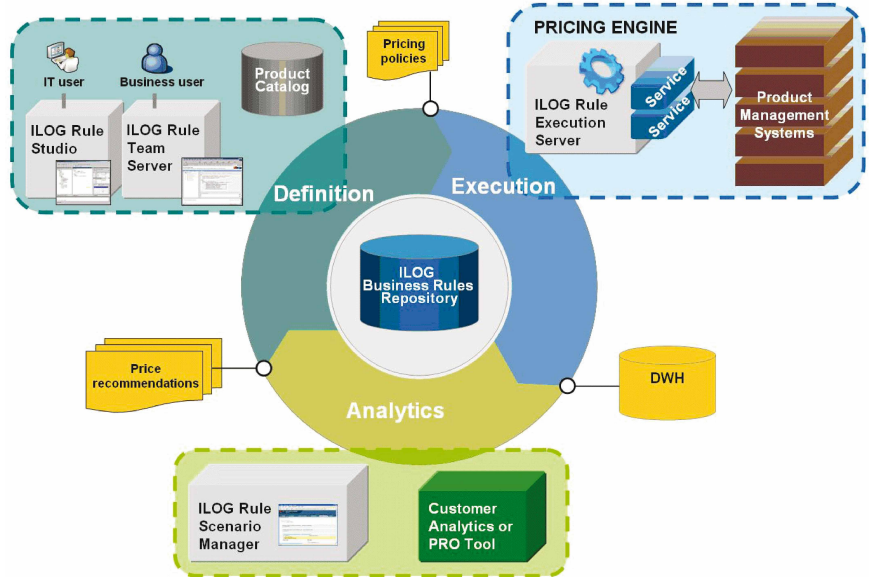 IT user
Business user
Product
Catalog
ILOG Rule
Studio
ILOG Rule
Team
Server
Pricing
policies
PRICING ENGINE
ILOG Rule
Execution
Server
Service
Service
Product
Management
Systems
Definition
Execution
ILOG
Business Rules
Repository
Price
recommendations
DWH
Analytics
ILOG Rule
Scenario
Manager
Customer
Analytics or
PRO Tool